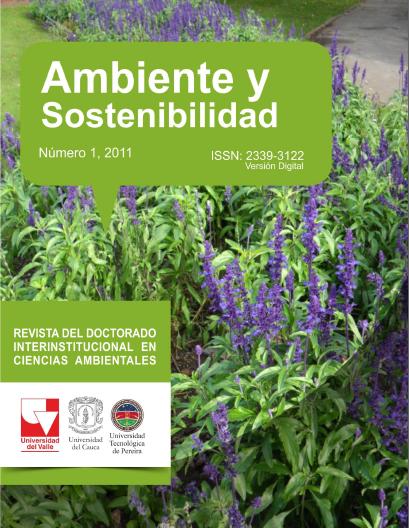 Ambiente y
Sostenibilidad
Número 1, 2011
ISSN: 2339-3122
Versión Digital
REVISTA DEL DOCTORADO
INTERINSTITUCIONAL EN
CIENCIAS AMBIENTALES
Universidad
del Valle
Universidad
del Cauca
Universidad
Tecnológica
de Pereira